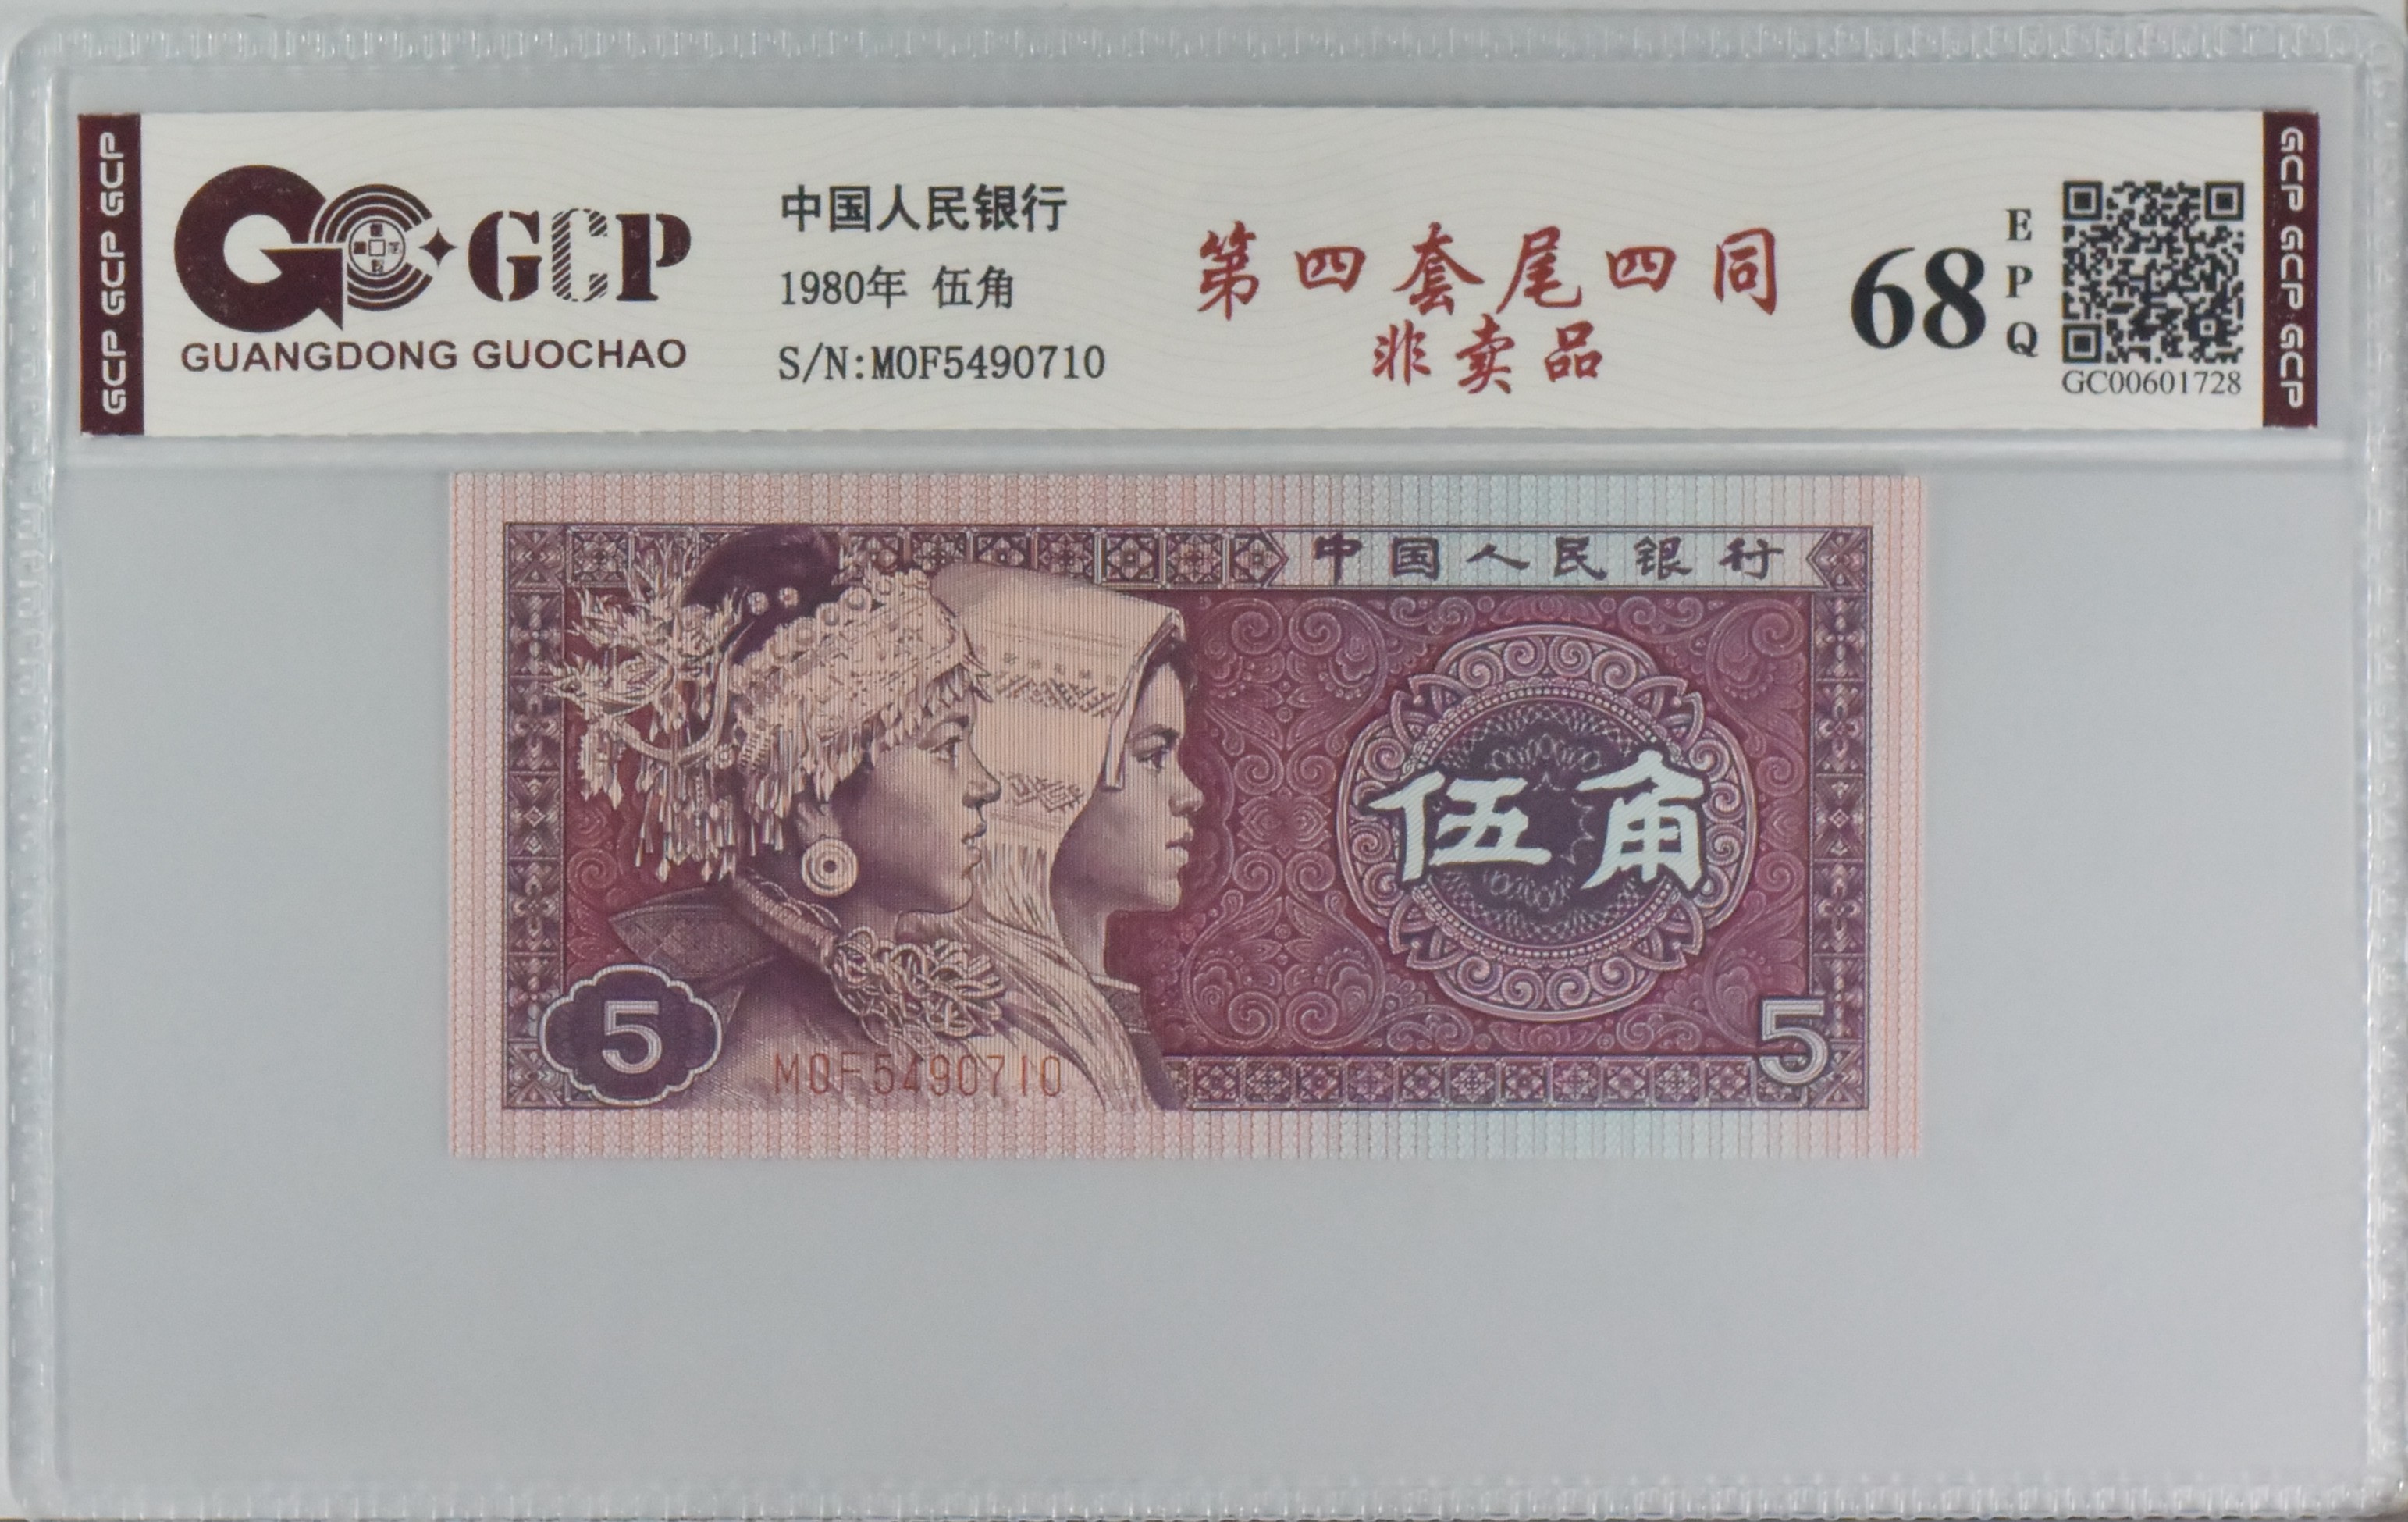 GCP GCP GCP
GCP
GUANGDONG GUOCHAO
中国人民银行
1980年 伍角
S/N:M0F5490710
第四套尾四同
非卖品
68
E
P
Q
GC00601728
GCP GCP GCP
中国人民银行
伍角
5
M0F5490710
5